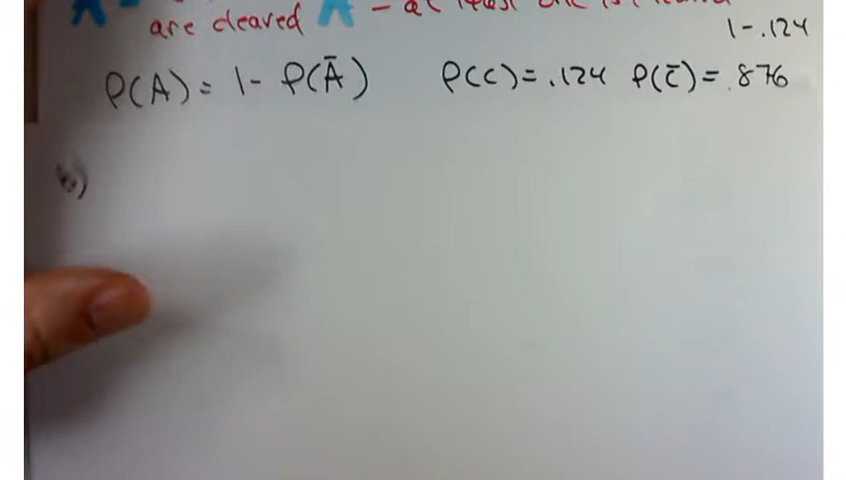 are cleared
1-.124
P(A) = 1- P(Ā) P(C) = .124 P(C̄) = .876
b)